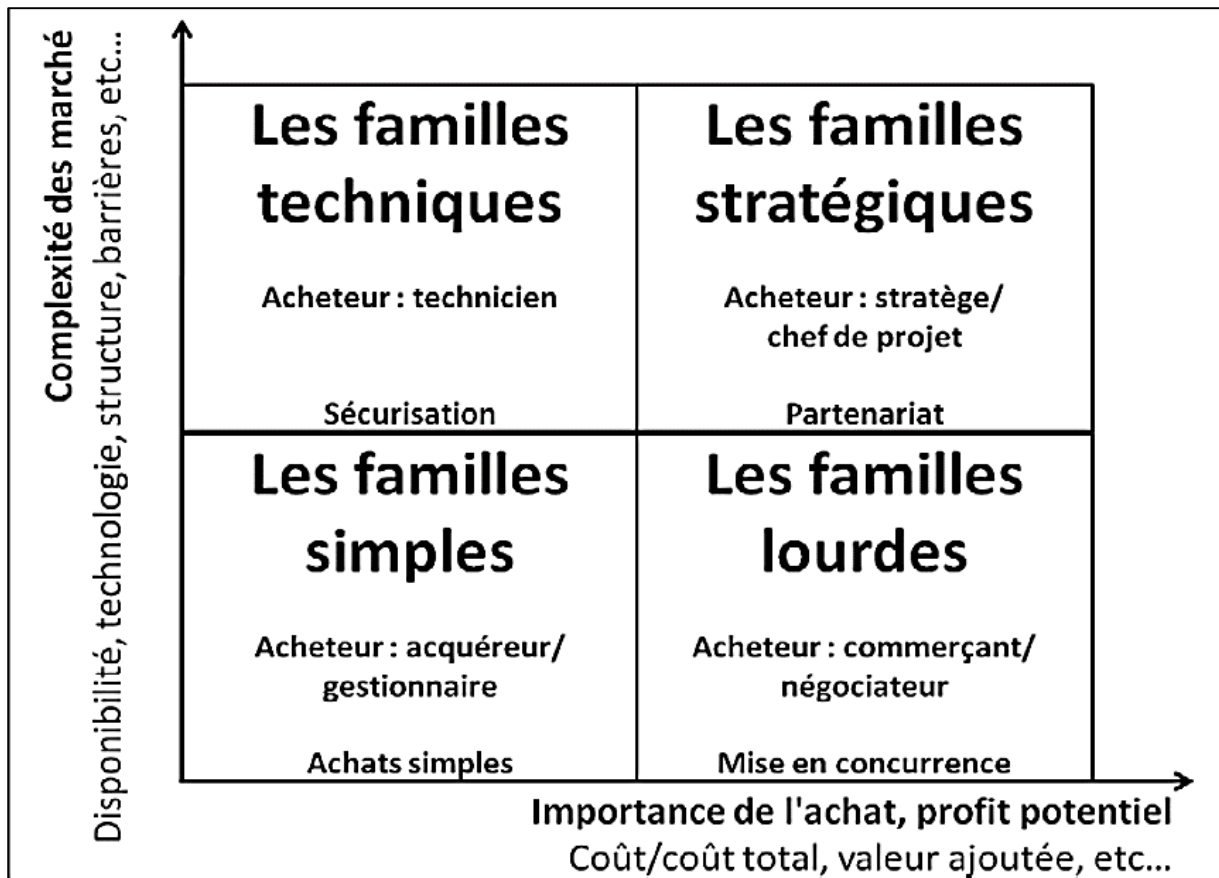 Complexité des marché
Disponibilité, technologie, structure, barrières, etc...
Les familles
techniques
Acheteur : technicien
Sécurisation
Les familles
stratégiques
Acheteur : stratège/
chef de projet
Partenariat
Les familles
simples
Acheteur : acquéreur/
gestionnaire
Achats simples
Les familles
lourdes
Acheteur : commerçant/
négociateur
Mise en concurrence
Importance de l'achat, profit potentiel
Coût/coût total, valeur ajoutée, etc...